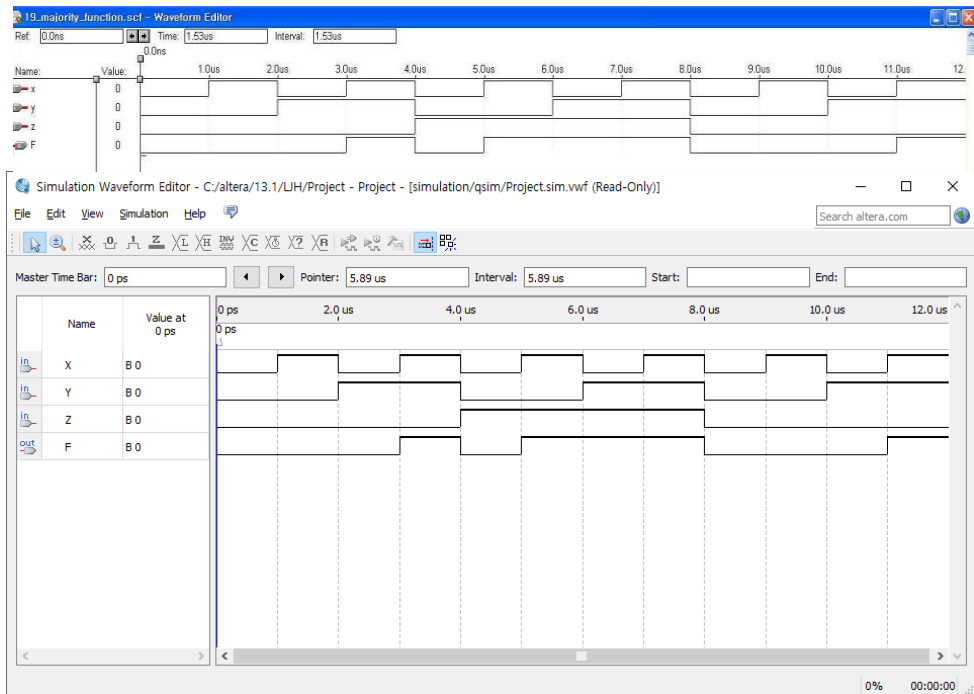 19_majority_function.scf - Waveform Editor
Ref: 0.0ns Time: 1.53us Interval: 1.53us
0.0ns
Name: Value: 1.0us 2.0us 3.0us 4.0us 5.0us 6.0us 7.0us 8.0us 9.0us 10.0us 11.0us 12.
x 0
y 0
z 0
F 0
Simulation Waveform Editor - C:/altera/13.1/LJH/Project - Project - [simulation/qsim/Project.sim.vwf (Read-Only)]
File Edit View Simulation Help Search altera.com
Master Time Bar: 0 ps Pointer: 5.89 us Interval: 5.89 us Start: End:
Name Value at 0 ps 0 ps 2.0 us 4.0 us 6.0 us 8.0 us 10.0 us 12.0 us
0 ps
in X B 0
in Y B 0
in Z B 0
out F B 0
0% 00:00:00